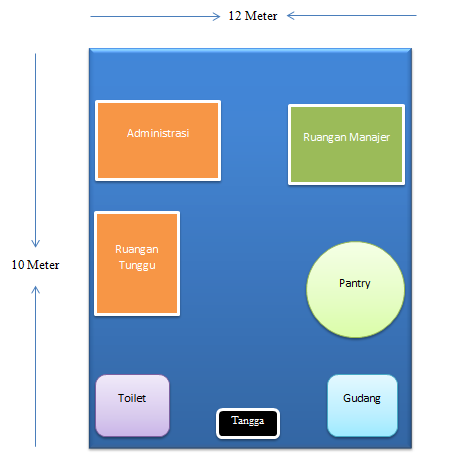 12 Meter
Administrasi
Ruangan Manajer
Ruangan
Tunggu
10 Meter
Pantry
Toilet
Gudang
Tangga